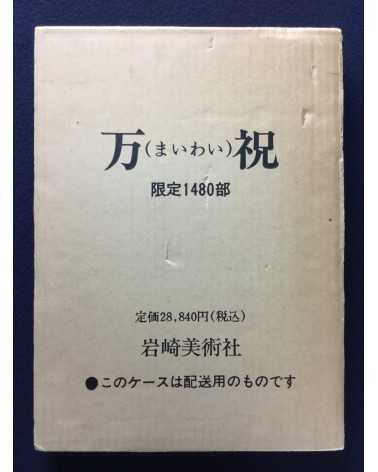 万(まいわい)祝
限定1480部
定価28,840円(税込)
岩崎美術社
●このケースは配送用のものです